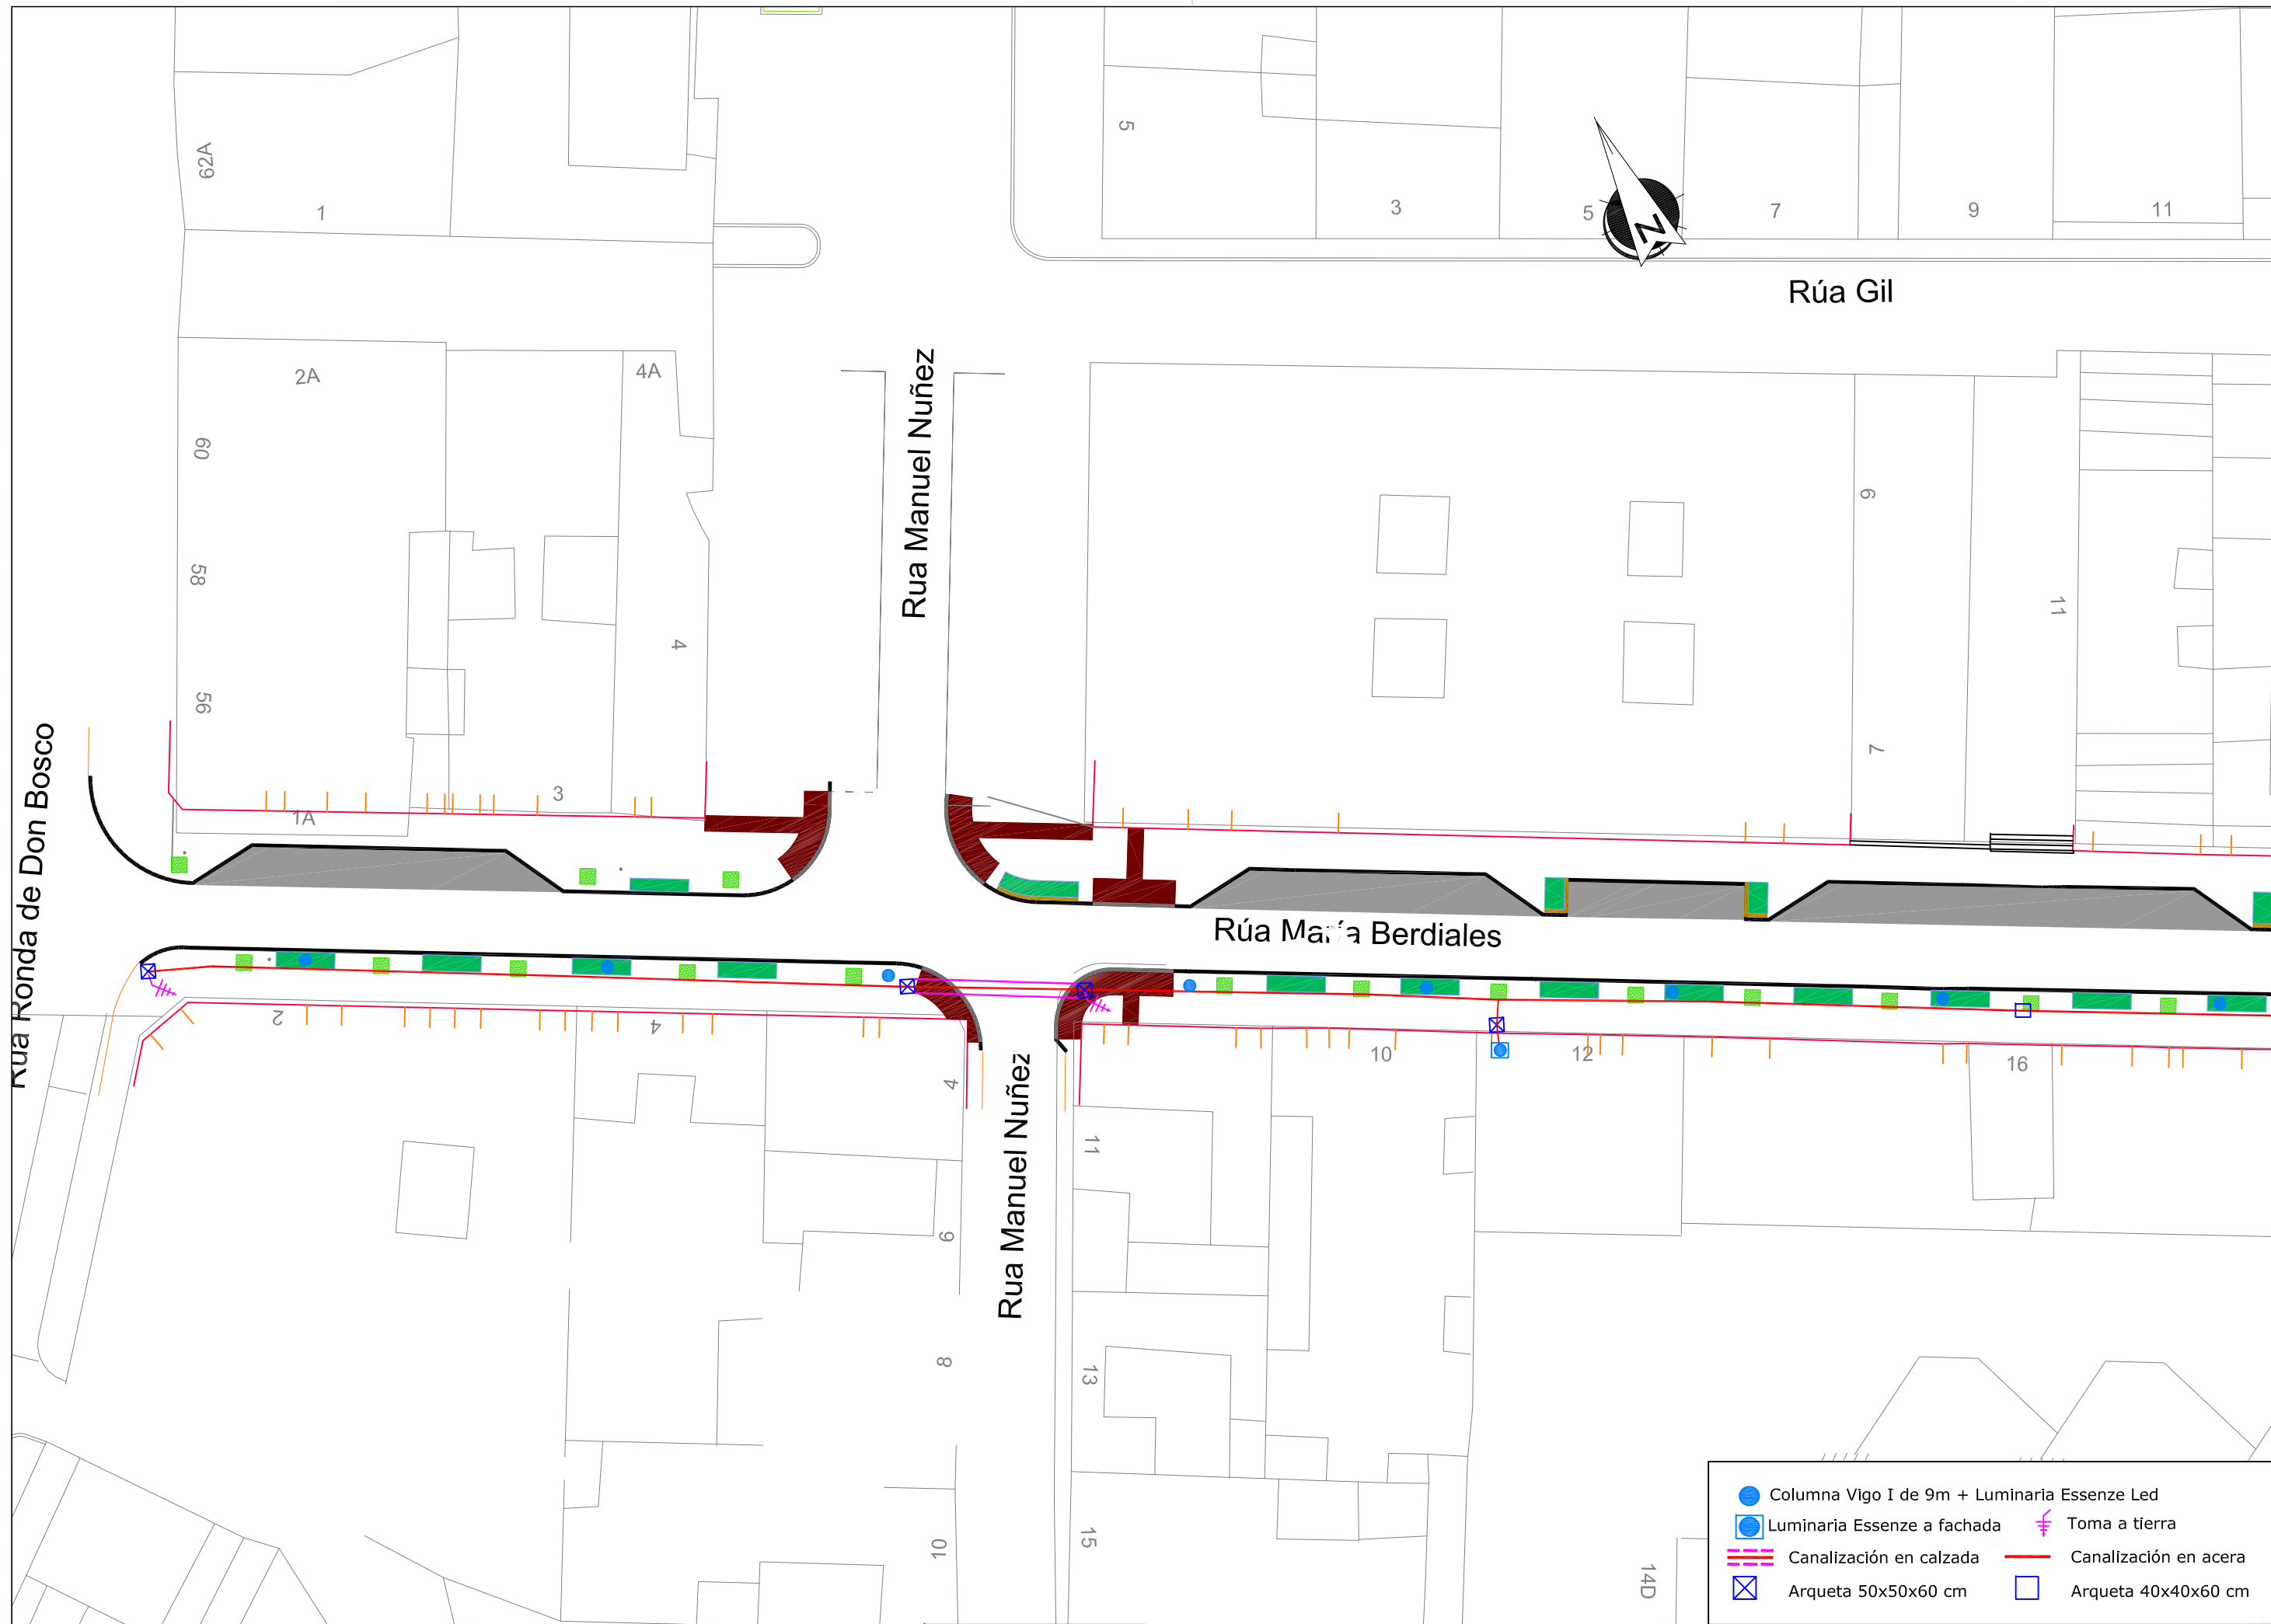 62A
1
5
3
5
7
9
11
N
Rúa Gil
2A
4A
60
58
56
4
Rua Manuel Nuñez
6
7
11
3
1A
Rúa Ronda de Don Bosco
Rúa María Berdiales
2
4
4
10
12
16
Rua Manuel Nuñez
11
6
8
13
10
15
14D
Columna Vigo I de 9m + Luminaria Essenze Led
Luminaria Essenze a fachada
Toma a tierra
Canalización en calzada
Canalización en acera
Arqueta 50x50x60 cm
Arqueta 40x40x60 cm